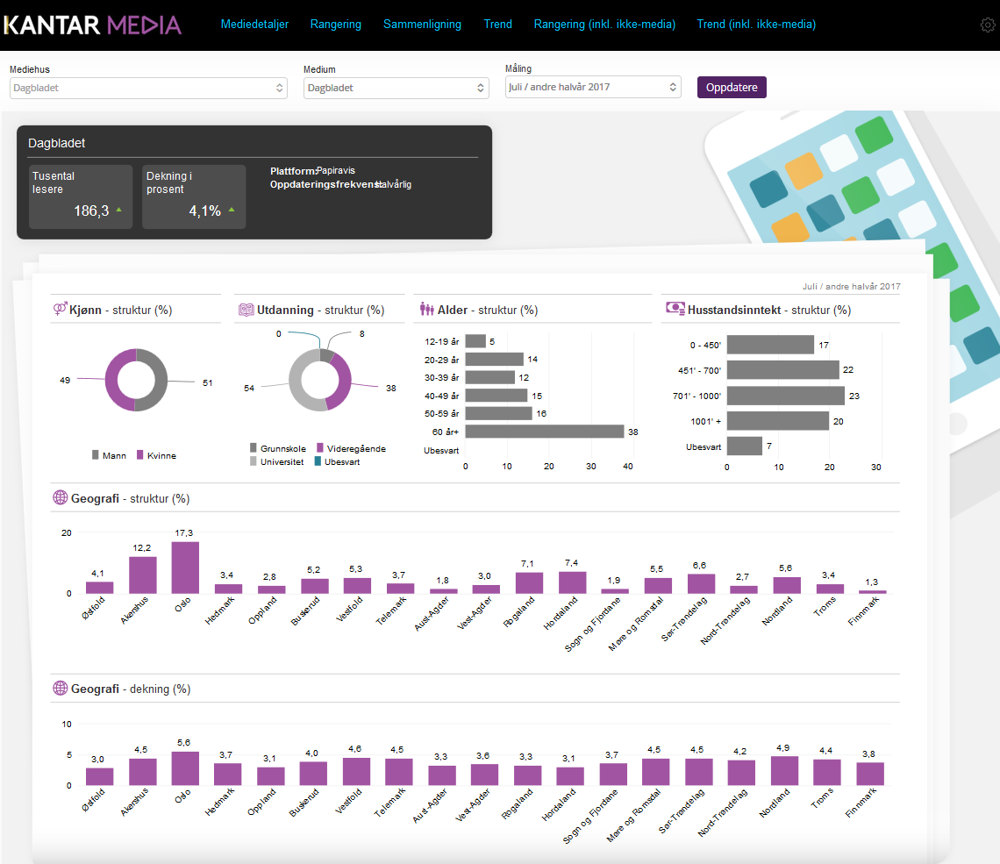 KANTAR MEDIA
Mediedetaljer Rangering Sammenligning Trend Rangering (inkl. ikke-media) Trend (inkl. ikke-media)
Mediehus Medium Måling
Dagbladet Dagbladet Juli / andre halvår 2017 Oppdatere
Dagbladet
Tusental lesere
186,3
Dekning i prosent
4,1%
Plattform: Papiravis
Oppdateringsfrekvens: Halvårlig
Juli / andre halvår 2017
Kjønn - struktur (%)
49 51
Mann Kvinne
Utdanning - struktur (%)
0 8
54 38
Grunnskole Videregående
Universitet Ubesvart
Alder - struktur (%)
12-19 år 5
20-29 år 14
30-39 år 12
40-49 år 15
50-59 år 16
60 år+ 38
Ubesvart
0 10 20 30 40
Husstandsinntekt - struktur (%)
0 - 450' 17
451' - 700' 22
701' - 1000' 23
1001' + 20
Ubesvart 7
0 10 20 30
Geografi - struktur (%)
20
0
4,1 12,2 17,3 3,4 2,8 5,2 5,3 3,7 1,8 3,0 7,1 7,4 1,9 5,5 6,6 2,7 5,6 3,4 1,3
Østfold Akershus Oslo Hedmark Oppland Buskerud Vestfold Telemark Aust-Agder Vest-Agder Rogaland Hordaland Sogn og Fjordane Møre og Romsdal Sør-Trøndelag Nord-Trøndelag Nordland Troms Finnmark
Geografi - dekning (%)
10
5
0
3,0 4,5 5,6 3,7 3,1 4,0 4,6 4,5 3,3 3,6 3,3 3,1 3,7 4,5 4,5 4,2 4,9 4,4 3,8
Østfold Akershus Oslo Hedmark Oppland Buskerud Vestfold Telemark Aust-Agder Vest-Agder Rogaland Hordaland Sogn og Fjordane Møre og Romsdal Sør-Trøndelag Nord-Trøndelag Nordland Troms Finnmark